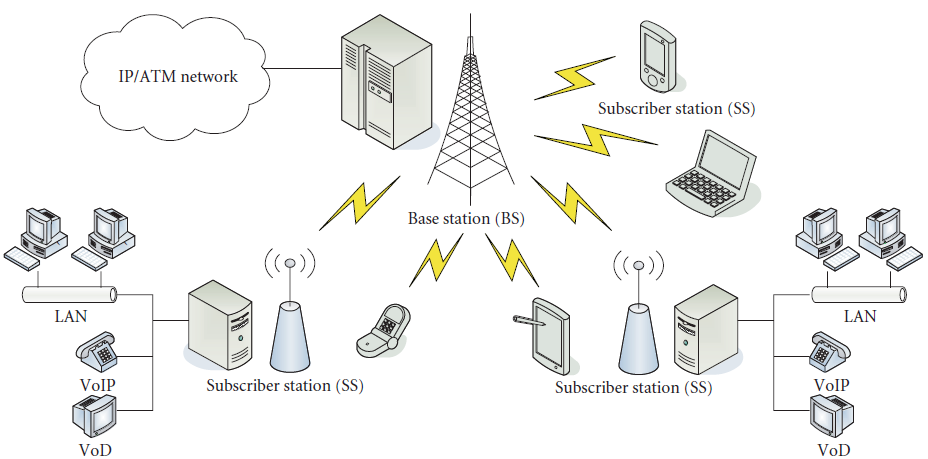 IP/ATM network
Subscriber station (SS)
Base station (BS)
LAN
LAN
VoIP
Subscriber station (SS)
Subscriber station (SS)
VoIP
VoD
VoD